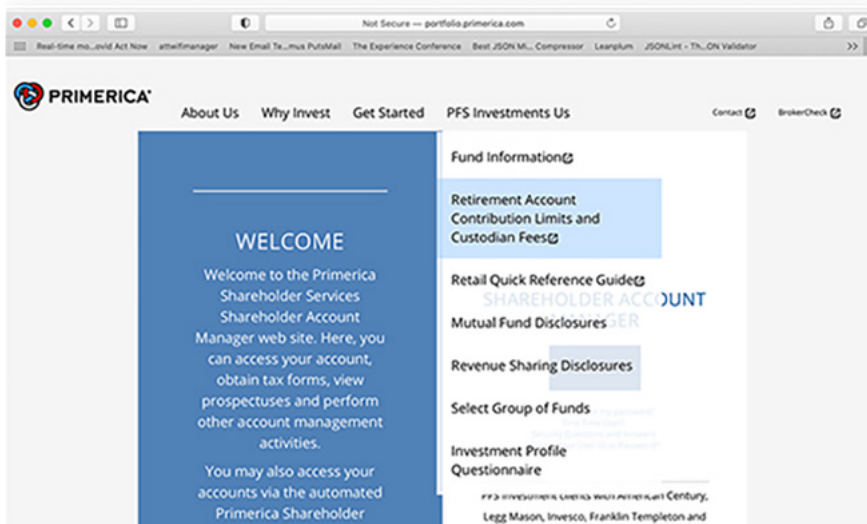 Not Secure — portfolio.primerica.com
Real-time mo...ovid Act Now attwifimanager New Email Te...mus PutsMail The Experience Conference Best JSON Mi... Compressor Leanplum JSONLint - Th...ON Validator >>
PRIMERICA
About Us Why Invest Get Started PFS Investments Us Contact BrokerCheck
WELCOME
Welcome to the Primerica
Shareholder Services
Shareholder Account
Manager web site. Here, you
can access your account,
obtain tax forms, view
prospectuses and perform
other account management
activities.
You may also access your
accounts via the automated
Primerica Shareholder
Fund Information
Retirement Account
Contribution Limits and
Custodian Fees
Retail Quick Reference Guide
SHAREHOLDER ACCOUNT
Mutual Fund Disclosures
Revenue Sharing Disclosures
Select Group of Funds
Investment Profile
Questionnaire
PFS Investment clients with American Century,
Legg Mason, Invesco, Franklin Templeton and